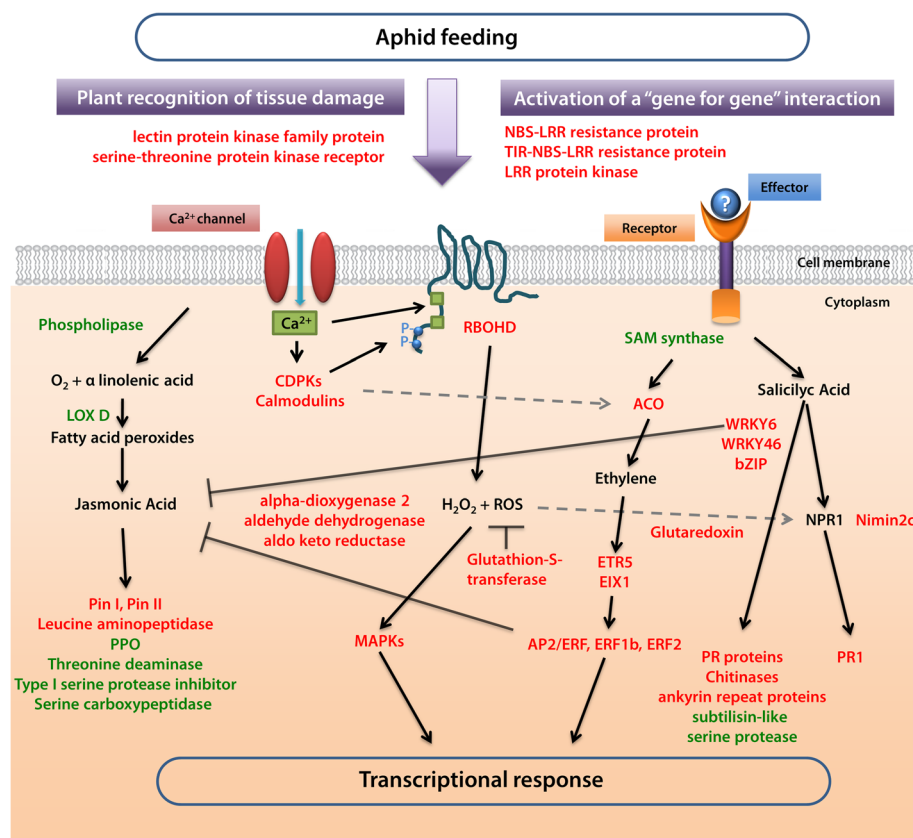 Aphid feeding
Plant recognition of tissue damage
Activation of a “gene for gene” interaction
lectin protein kinase family protein
serine-threonine protein kinase receptor
NBS-LRR resistance protein
TIR-NBS-LRR resistance protein
LRR protein kinase
Effector
?
Ca²⁺ channel
Receptor
Cell membrane
Cytoplasm
Phospholipase
Ca²⁺
P-
P-
RBOHD
SAM synthase
O₂ + α linolenic acid
CDPKs
Calmodulins
ACO
Salicilyc Acid
LOX D
Fatty acid peroxides
WRKY6
WRKY46
bZIP
Ethylene
Jasmonic Acid
alpha-dioxygenase 2
aldehyde dehydrogenase
aldo keto reductase
H₂O₂ + ROS
Glutaredoxin
NPR1
Nimin2c
Glutathion-S-
transferase
ETR5
EIX1
Pin I, Pin II
Leucine aminopeptidase
PPO
Threonine deaminase
Type I serine protease inhibitor
Serine carboxypeptidase
MAPKs
AP2/ERF, ERF1b, ERF2
PR proteins
Chitinases
ankyrin repeat proteins
subtilisin-like
serine protease
PR1
Transcriptional response